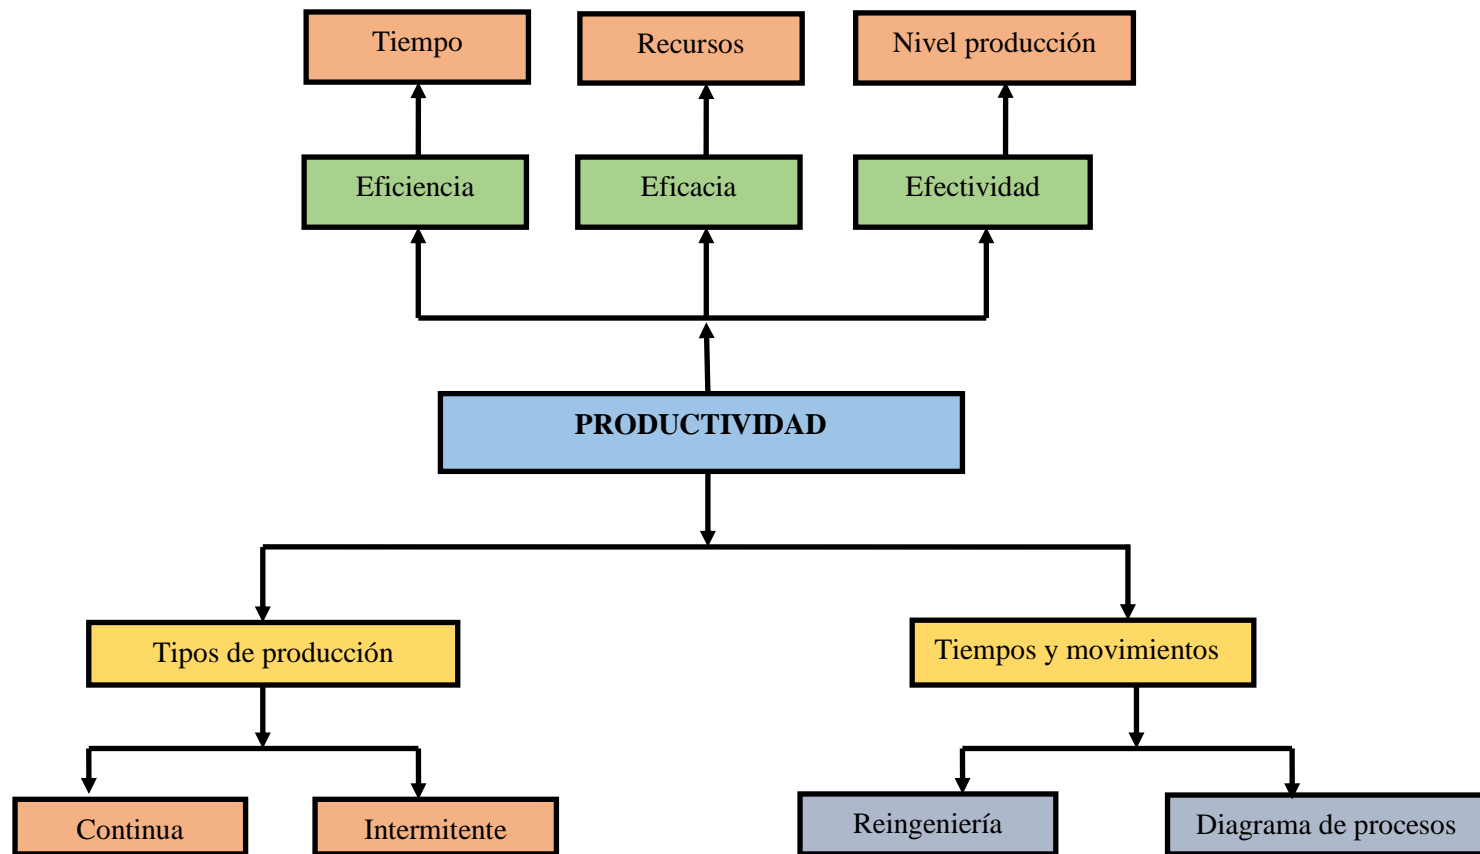 Tiempo
Recursos
Nivel producción
Eficiencia
Eficacia
Efectividad
PRODUCTIVIDAD
Tipos de producción
Tiempos y movimientos
Continua
Intermitente
Reingeniería
Diagrama de procesos